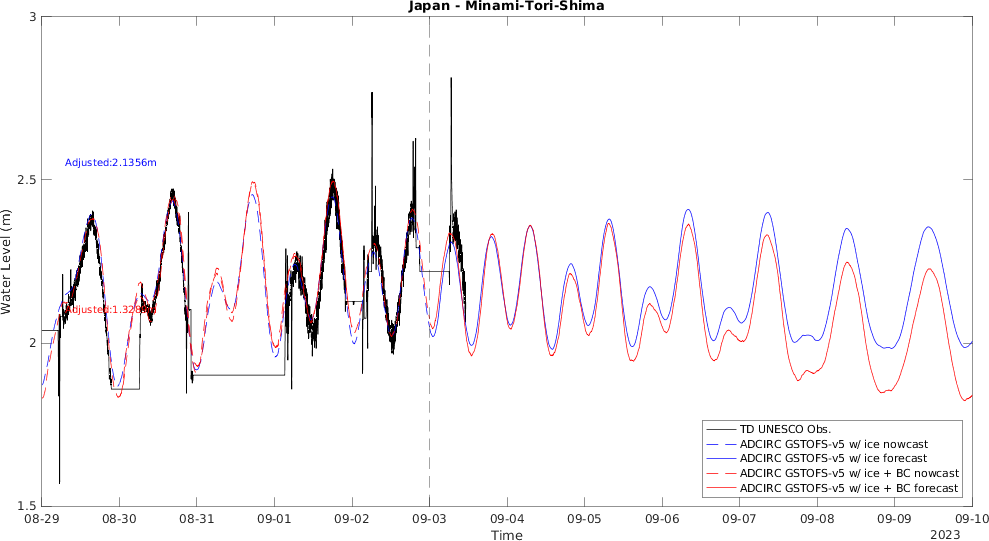 Japan - Minami-Tori-Shima
Water Level (m)
3
2.5
2
1.5
Adjusted:2.1356m
08-29
08-30
08-31
09-01
09-02
09-03
09-04
09-05
09-06
09-07
09-08
09-09
09-10
Time
2023
TD UNESCO Obs.
ADCIRC GSTOFS-v5 w/ ice nowcast
ADCIRC GSTOFS-v5 w/ ice forecast
ADCIRC GSTOFS-v5 w/ ice + BC nowcast
ADCIRC GSTOFS-v5 w/ ice + BC forecast